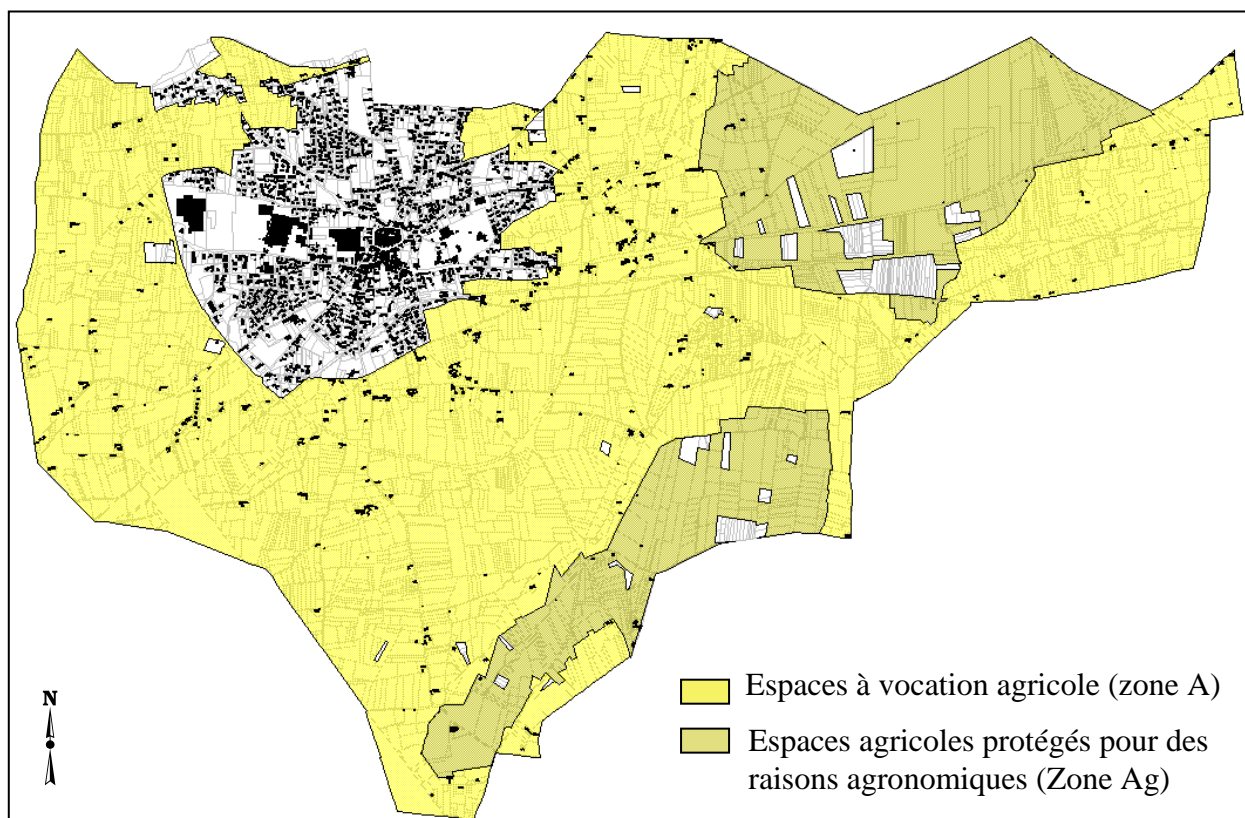 N
Espaces à vocation agricole (zone A)
Espaces agricoles protégés pour des
raisons agronomiques (Zone Ag)